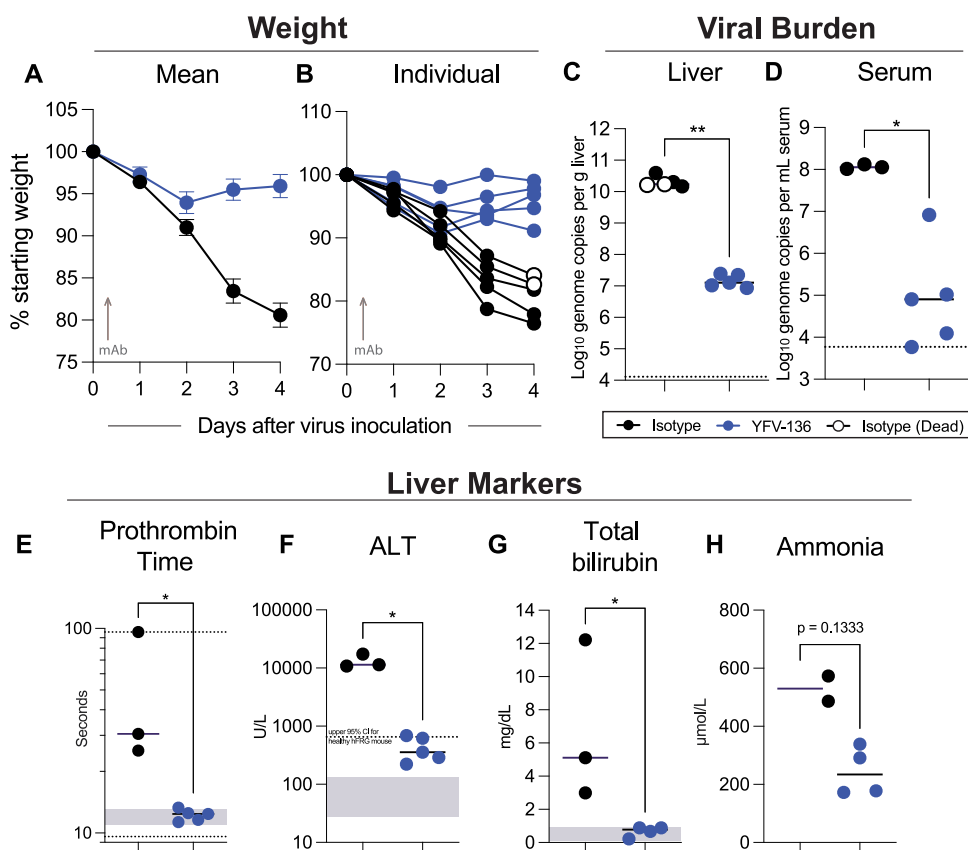 Weight
Viral Burden
A Mean B Individual C Liver D Serum
% starting weight
105
100
95
90
85
80
75
mAb
0 1 2 3 4
110
100
90
80
70
mAb
0 1 2 3 4
Days after virus inoculation
Log10 genome copies per g liver
13
12
11
10
9
8
7
6
5
4
**
Log10 genome copies per mL serum
9
8
7
6
5
4
3
*
Isotype YFV-136 Isotype (Dead)
Liver Markers
E Prothrombin Time
Seconds
100
10
*
F ALT
U/L
100000
10000
1000
100
10
*
upper 95% CI for
healthy hFRG mouse
G Total
bilirubin
mg/dL
14
12
10
8
6
4
2
0
*
H Ammonia
µmol/L
800
600
400
200
0
p = 0.1333